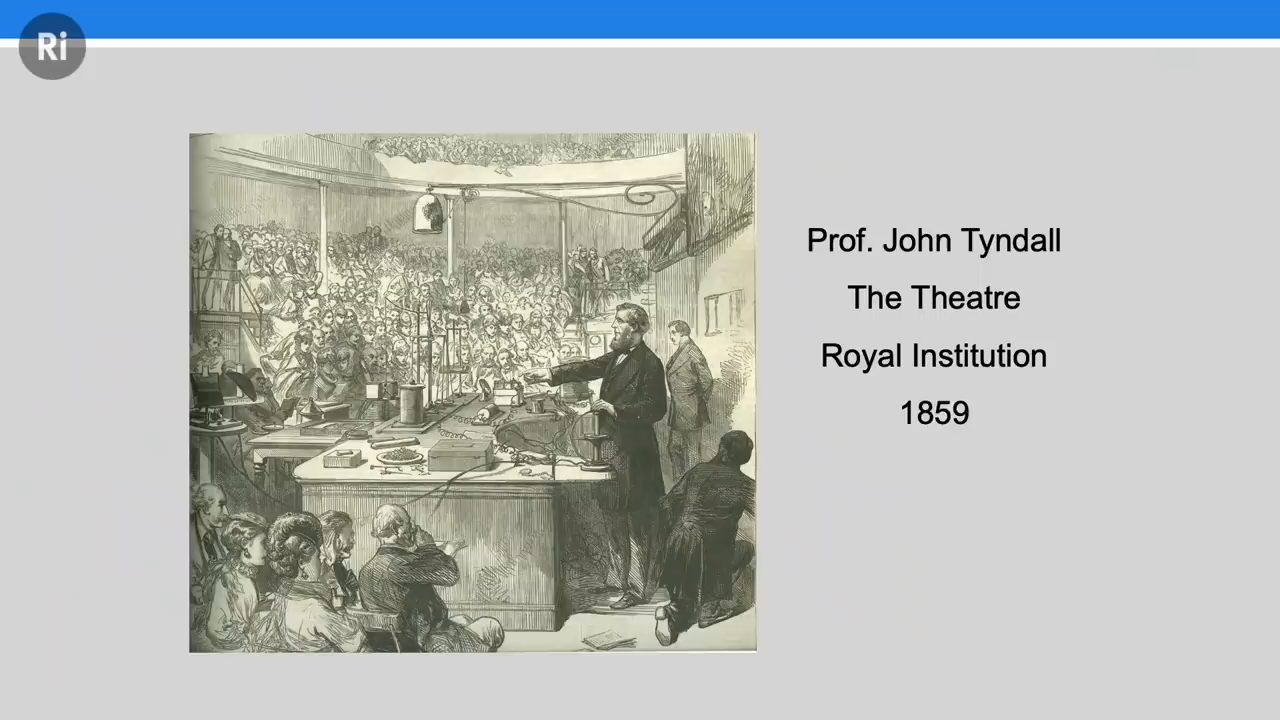 Ri
Prof. John Tyndall
The Theatre
Royal Institution
1859